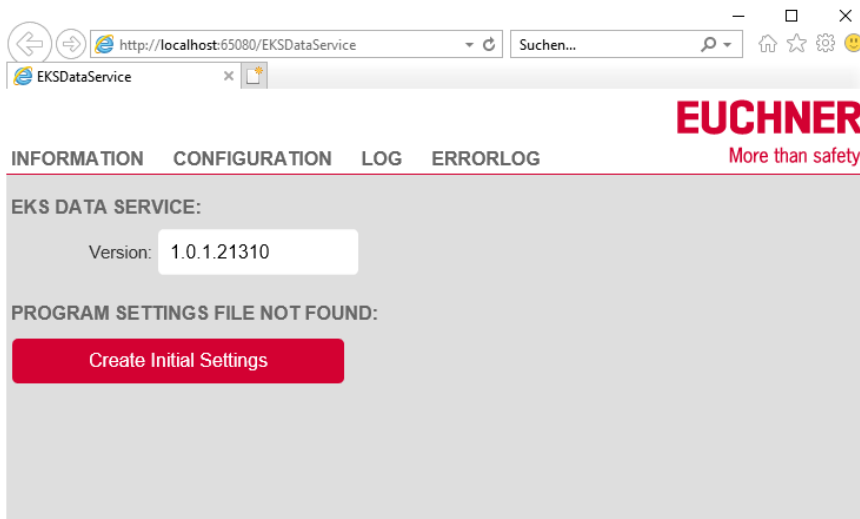 http://localhost:65080/EKSDataService
Suchen...
EKSDataService
EUCHNER
More than safety
INFORMATION CONFIGURATION LOG ERRORLOG
EKS DATA SERVICE:
Version: 1.0.1.21310
PROGRAM SETTINGS FILE NOT FOUND:
Create Initial Settings